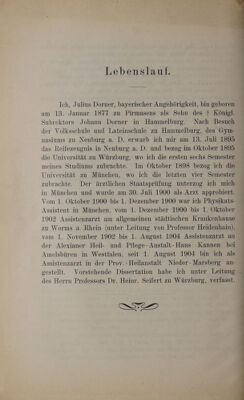 Lebenslauf.
Ich, Julius Dorner, bayerischer Angehörigkeit, bin geboren
am 13. Januar 1877 zu Pirmasens als Sohn des † Königl.
Subrektors Johann Dorner in Hammelburg. Nach Besuch
der Volksschule und Lateinschule zu Hammelburg, des Gym-
nasiums zu Neuburg a. D. erwarb ich mir am 13. Juli 1895
das Reifezeugnis in Neuburg a. D. und bezog im Oktober 1895
die Universität zu Würzburg, wo ich die ersten sechs Semester
meines Studiums zubrachte. Im Oktober 1898 bezog ich die
Universität zu München, wo ich die letzten vier Semester
zubrachte. Der ärztlichen Staatsprüfung unterzog ich mich
in München und wurde am 30. Juli 1900 als Arzt approbiert.
Vom 1. Oktober 1900 bis 1. Dezember 1900 war ich Physikats-
Assistent in München, vom 1. Dezember 1900 bis 1. Oktober
1902 Assistenzarzt am allgemeinen städtischen Krankenhause
zu Worms a. Rhein (unter Leitung von Professor Heidenhain),
vom 1. November 1902 bis 1. August 1904 Assistenzarzt an
der Alexianer Heil- und Pflege-Anstalt-Haus Kannen bei
Amelsbüren in Westfalen, seit 1. August 1904 bin ich als
Assistenzarzt in der Prov.-Heilanstalt Nieder-Marsberg an-
gestellt. Vorstehende Dissertation habe ich unter Leitung
des Herrn Professors Dr. Heinr. Seifert zu Würzburg, verfasst.